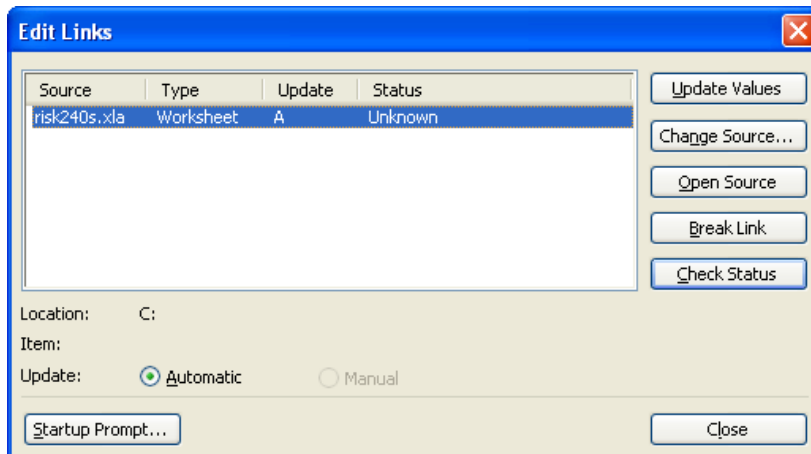 Edit Links
Source Type Update Status
risk240s.xla Worksheet A Unknown
Update Values
Change Source...
Open Source
Break Link
Check Status
Location: C:
Item:
Update: Automatic Manual
Startup Prompt... Close